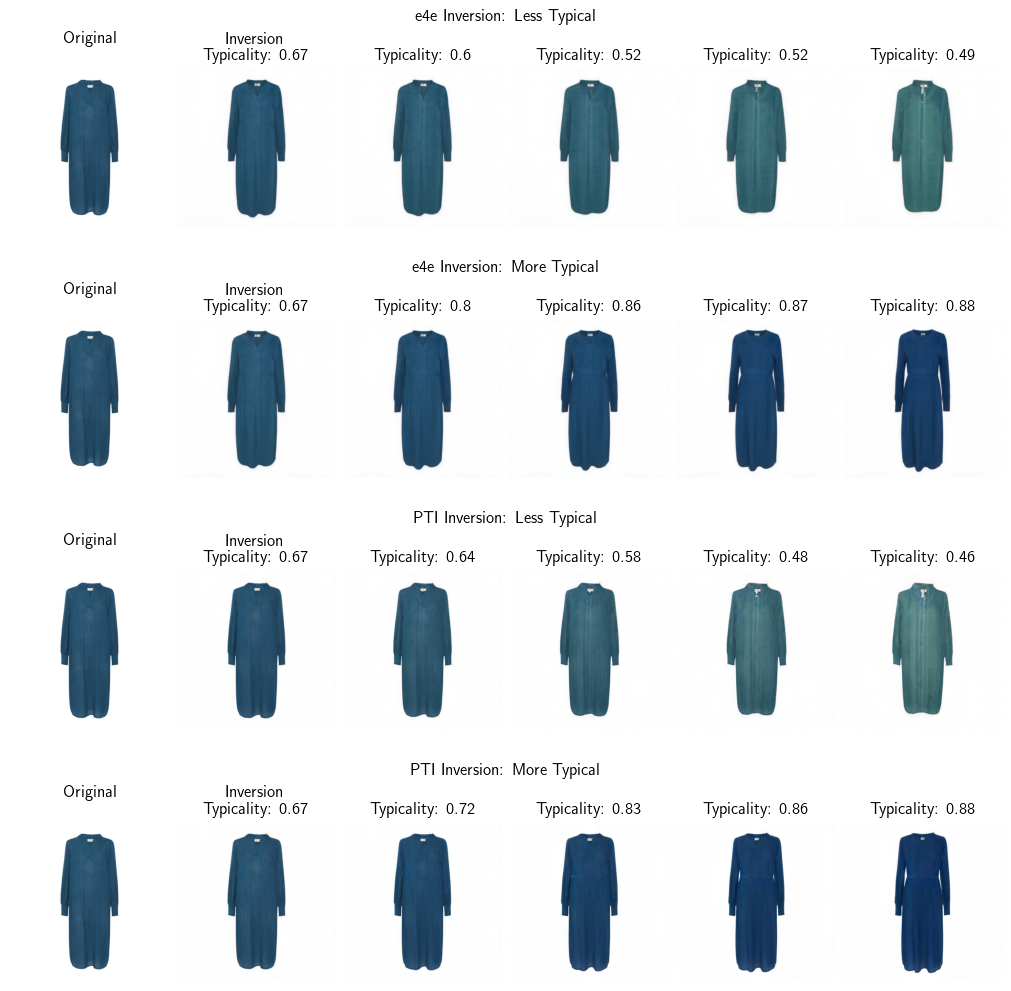 e4e Inversion: Less Typical
Original
Inversion
Typicality: 0.67
Typicality: 0.6
Typicality: 0.52
Typicality: 0.52
Typicality: 0.49
e4e Inversion: More Typical
Original
Inversion
Typicality: 0.67
Typicality: 0.8
Typicality: 0.86
Typicality: 0.87
Typicality: 0.88
PTI Inversion: Less Typical
Original
Inversion
Typicality: 0.67
Typicality: 0.64
Typicality: 0.58
Typicality: 0.48
Typicality: 0.46
PTI Inversion: More Typical
Original
Inversion
Typicality: 0.67
Typicality: 0.72
Typicality: 0.83
Typicality: 0.86
Typicality: 0.88